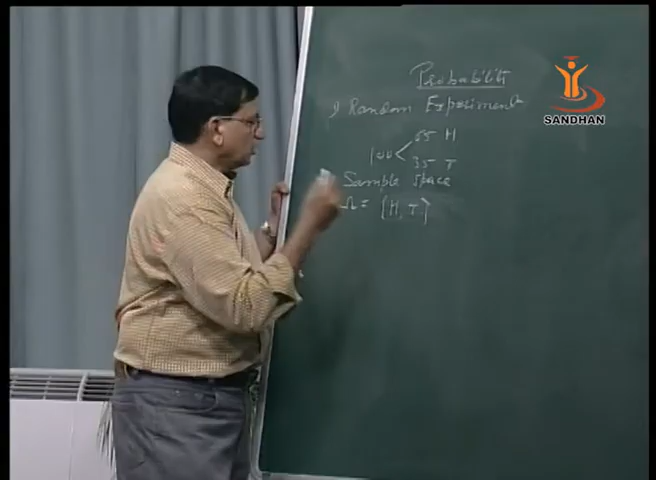 Probability
1) Random Experiment
65 H
100 <
35 T
Sample space
Ω = {H, T}
SANDHAN